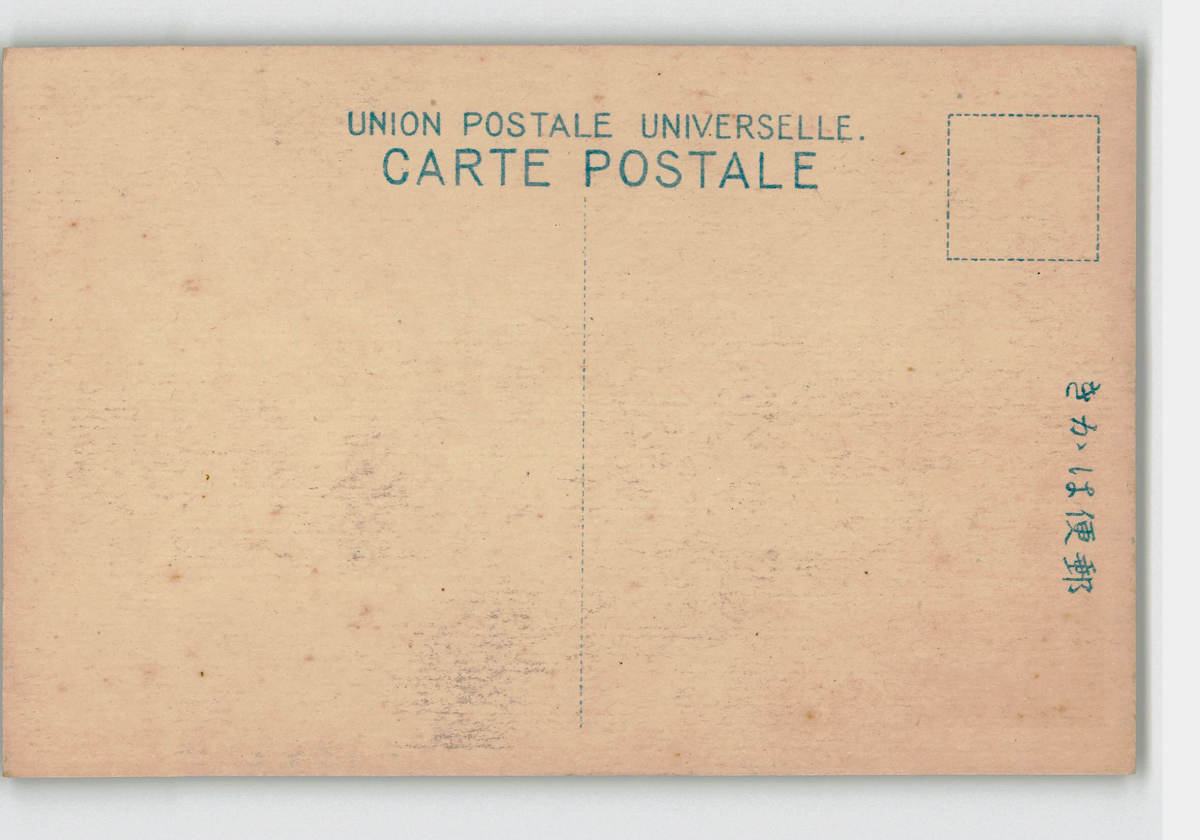 UNION POSTALE UNIVERSELLE.
CARTE POSTALE
郵便はかき